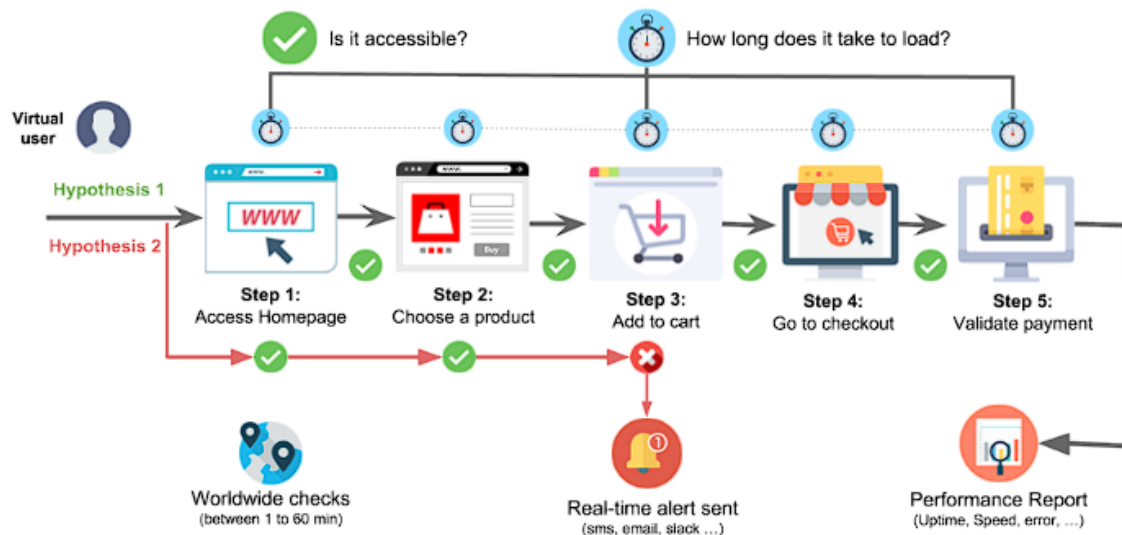 Is it accessible?
How long does it take to load?
Virtual
user
Hypothesis 1
Hypothesis 2
www.
WWW
www.
Buy
Step 1:
Access Homepage
Step 2:
Choose a product
Step 3:
Add to cart
Step 4:
Go to checkout
Step 5:
Validate payment
1
Worldwide checks
(between 1 to 60 min)
Real-time alert sent
(sms, email, slack ...)
Performance Report
(Uptime, Speed, error, ...)